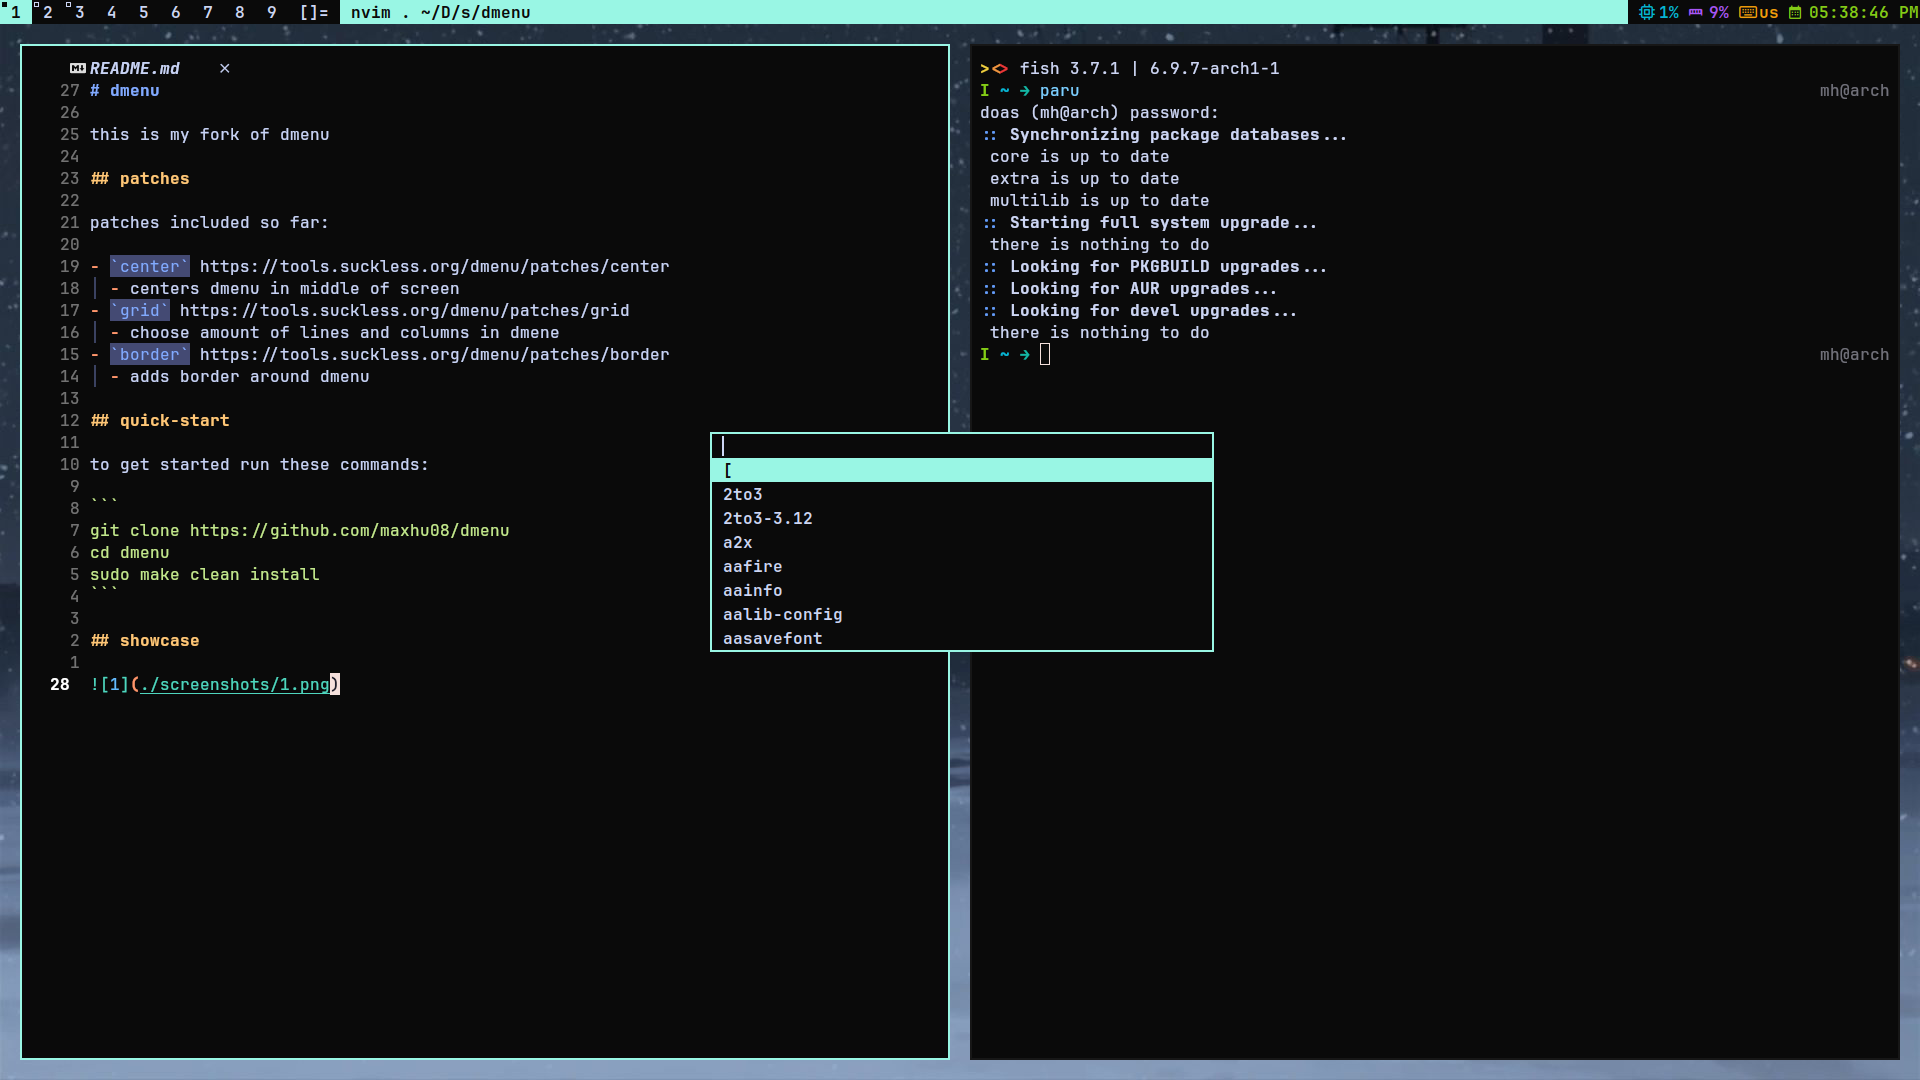 1 2 3 4 5 6 7 8 9 []= nvim . ~/D/s/dmenu 1% 9% us 05:38:46 PM
README.md ×
27 # dmenu
26
25 this is my fork of dmenu
24
23 ## patches
22
21 patches included so far:
20
19 - `center` https://tools.suckless.org/dmenu/patches/center
18 │ - centers dmenu in middle of screen
17 - `grid` https://tools.suckless.org/dmenu/patches/grid
16 │ - choose amount of lines and columns in dmene
15 - `border` https://tools.suckless.org/dmenu/patches/border
14 │ - adds border around dmenu
13
12 ## quick-start
11
10 to get started run these commands:
9
8 ```
7 git clone https://github.com/maxhu08/dmenu
6 cd dmenu
5 sudo make clean install
4 ```
3
2 ## showcase
1
28 ![1](./screenshots/1.png)
[
2to3
2to3-3.12
a2x
aafire
aainfo
aalib-config
aasavefont
><> fish 3.7.1 | 6.9.7-arch1-1
I ~ → paru mh@arch
doas (mh@arch) password:
:: Synchronizing package databases...
core is up to date
extra is up to date
multilib is up to date
:: Starting full system upgrade...
there is nothing to do
:: Looking for PKGBUILD upgrades...
:: Looking for AUR upgrades...
:: Looking for devel upgrades...
there is nothing to do
I ~ → mh@arch